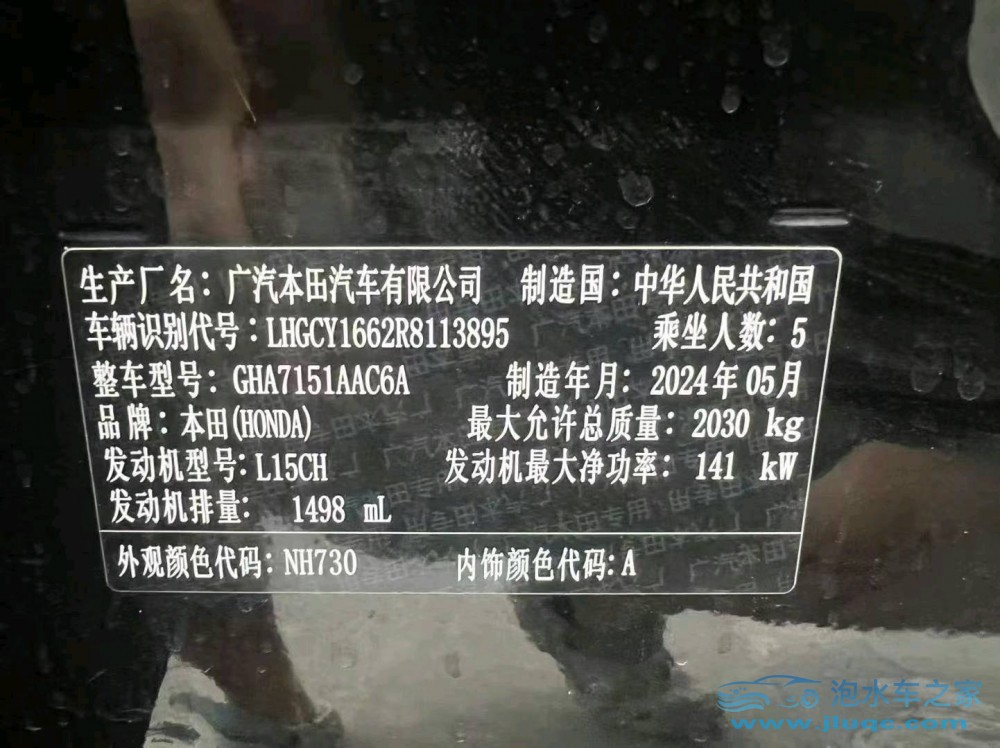 生产厂名：广汽本田汽车有限公司 制造国：中华人民共和国
车辆识别代号：LHGCY1662R8113895 乘坐人数：5
整车型号：GHA7151AAC6A 制造年月：2024年05月
品牌：本田(HONDA) 最大允许总质量：2030 kg
发动机型号：L15CH 发动机最大净功率：141 kW
发动机排量：1498 mL
外观颜色代码：NH730 内饰颜色代码：A
泡水车之家
www.jluqc.com